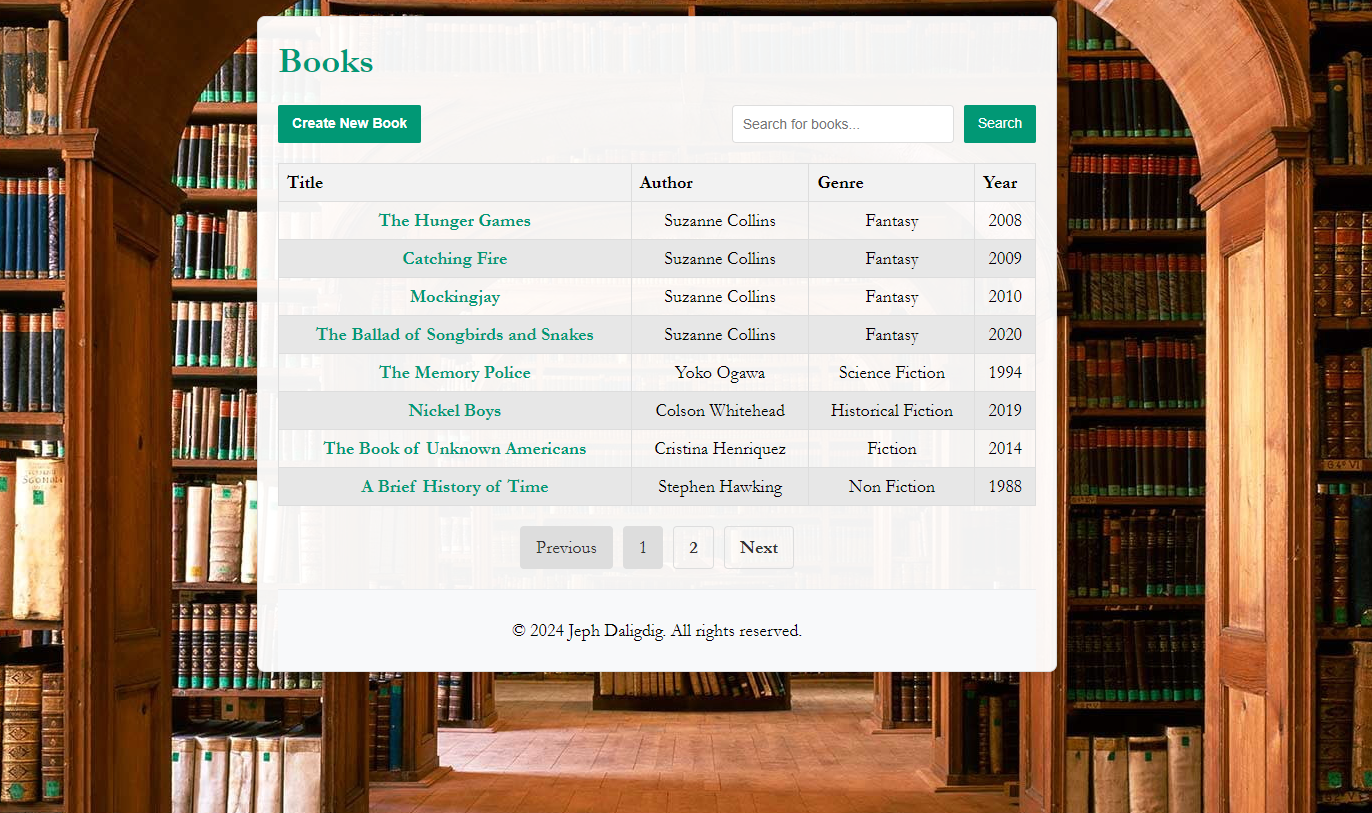 Books
Create New Book
Search for books...
Search
Title Author Genre Year
The Hunger Games Suzanne Collins Fantasy 2008
Catching Fire Suzanne Collins Fantasy 2009
Mockingjay Suzanne Collins Fantasy 2010
The Ballad of Songbirds and Snakes Suzanne Collins Fantasy 2020
The Memory Police Yoko Ogawa Science Fiction 1994
Nickel Boys Colson Whitehead Historical Fiction 2019
The Book of Unknown Americans Cristina Henriquez Fiction 2014
A Brief History of Time Stephen Hawking Non Fiction 1988
Previous 1 2 Next
© 2024 Jeph Daligdig. All rights reserved.